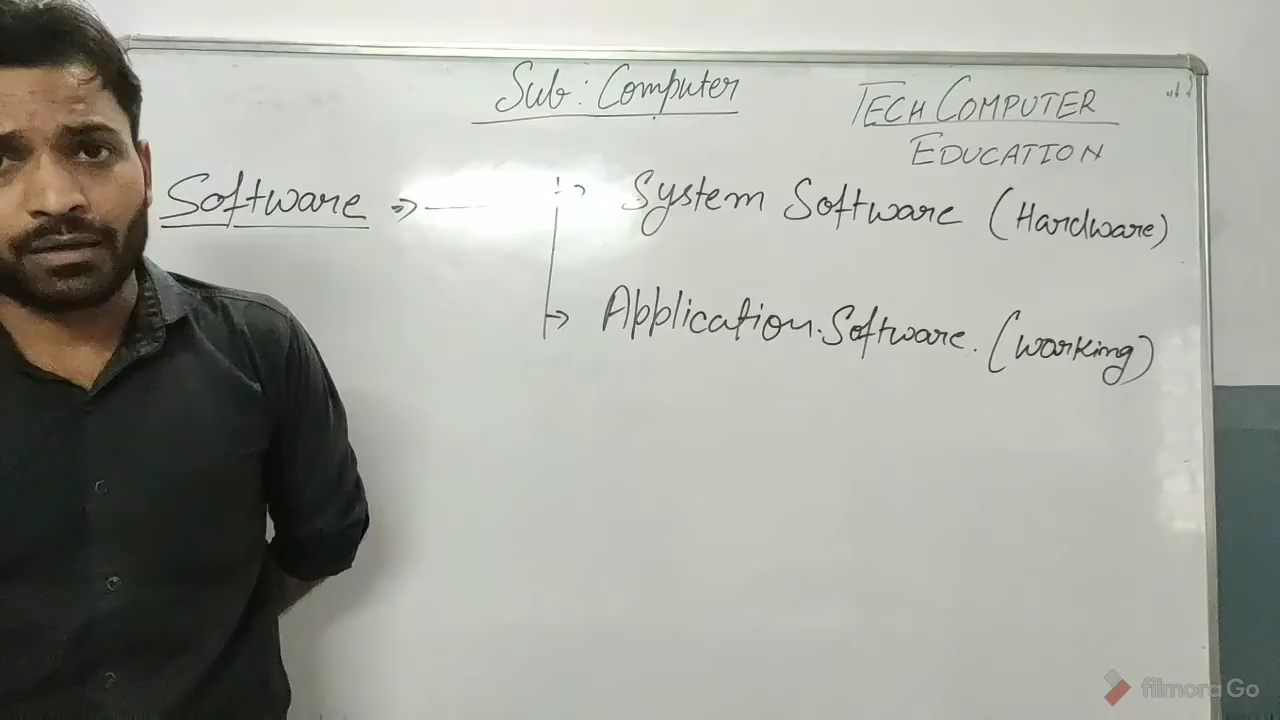 Sub: Computer
TECH COMPUTER
EDUCATION
Software ⇒
System Software (Hardware)
Application Software. (Working)
filmora Go